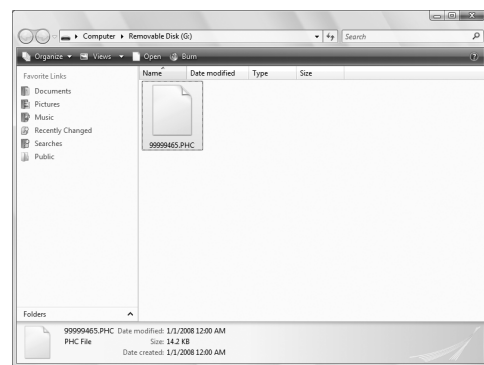 Computer Removable Disk (G:) Search
Organize Views Open Burn
Favorite Links
Documents
Pictures
Music
Recently Changed
Searches
Public
Folders
Name Date modified Type Size
99999465.PHC
99999465.PHC Date modified: 1/1/2008 12:00 AM
PHC File Size: 14.2 KB
Date created: 1/1/2008 12:00 AM